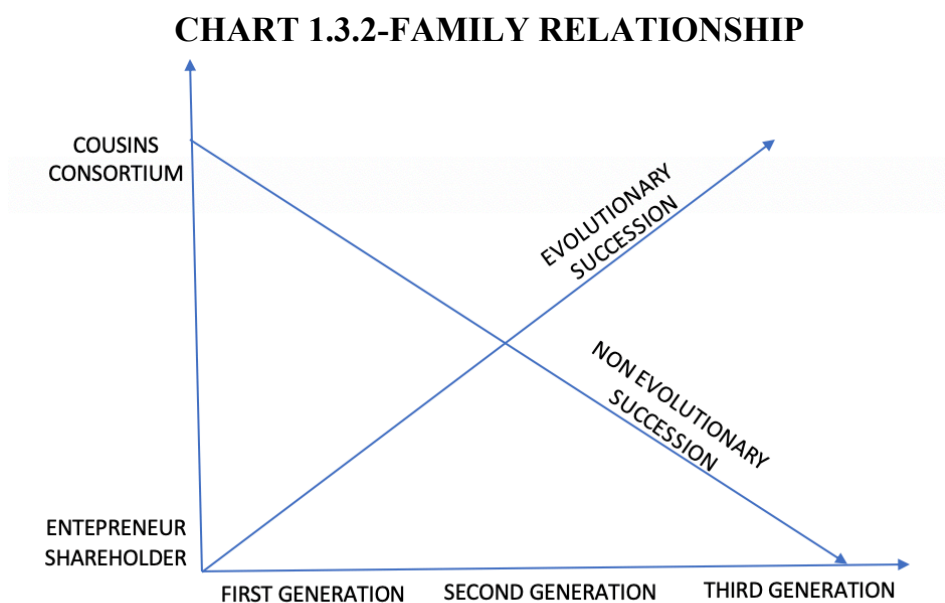 CHART 1.3.2-FAMILY RELATIONSHIP
COUSINS
CONSORTIUM
EVOLUTIONARY
SUCCESSION
NON EVOLUTIONARY
SUCCESSION
ENTEPRENEUR
SHAREHOLDER
FIRST GENERATION
SECOND GENERATION
THIRD GENERATION